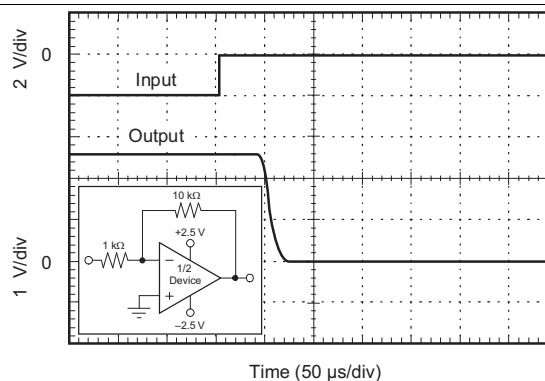 2 V/div
0
Input
Output
10 kΩ
+2.5 V
1 kΩ
−
1/2
Device
+
−2.5 V
1 V/div
0
Time (50 µs/div)